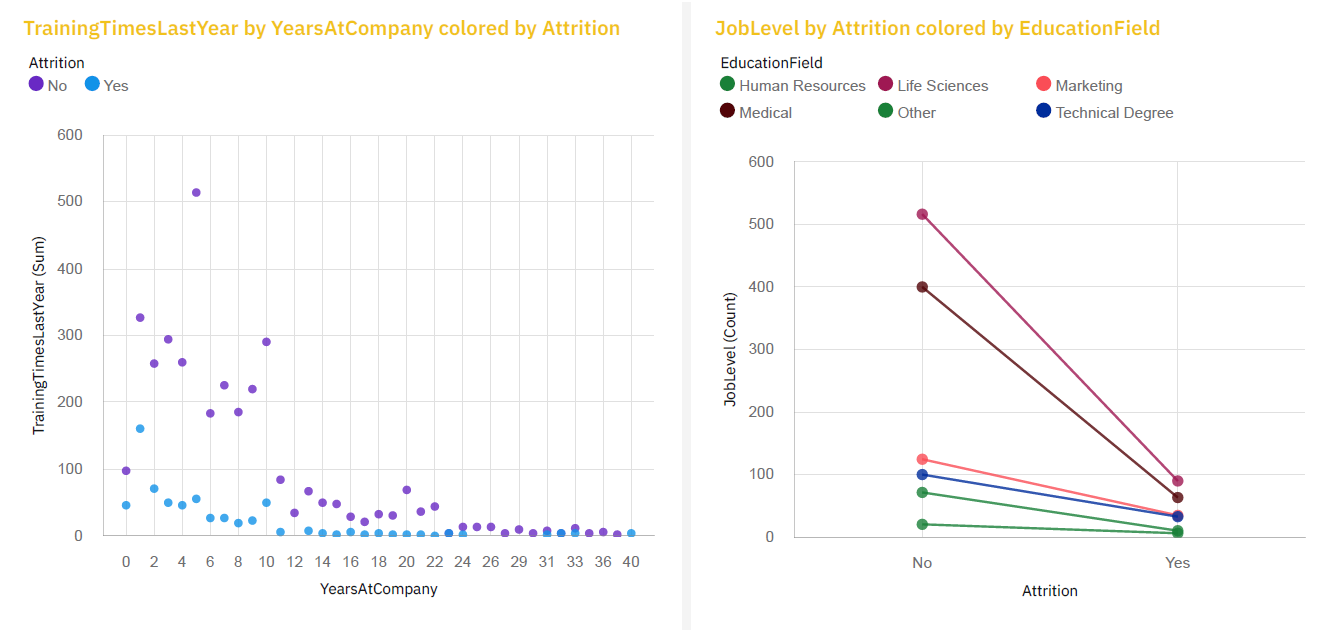 TrainingTimesLastYear by YearsAtCompany colored by Attrition
Attrition
No Yes
600
500
400
300
200
100
0
TrainingTimesLastYear (Sum)
0 2 4 6 8 10 12 14 16 18 20 22 24 26 29 31 33 36 40
YearsAtCompany
JobLevel by Attrition colored by EducationField
EducationField
Human Resources Life Sciences Marketing
Medical Other Technical Degree
600
500
400
300
200
100
0
JobLevel (Count)
No Yes
Attrition